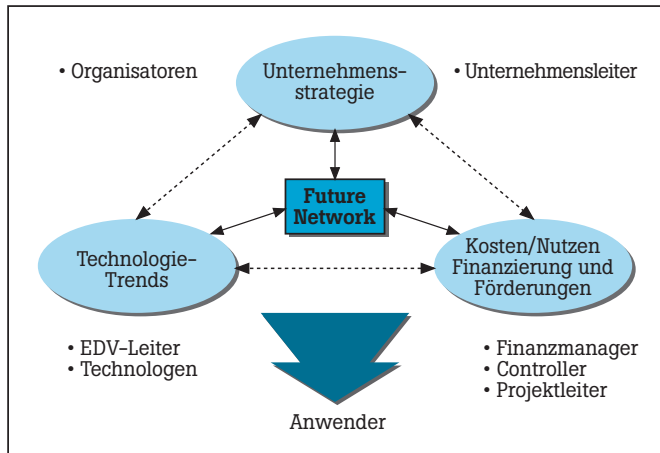 • Organisatoren
Unternehmens-
strategie
• Unternehmensleiter
Future
Network
Technologie-
Trends
Kosten/Nutzen
Finanzierung und
Förderungen
• EDV-Leiter
• Technologen
• Finanzmanager
• Controller
• Projektleiter
Anwender